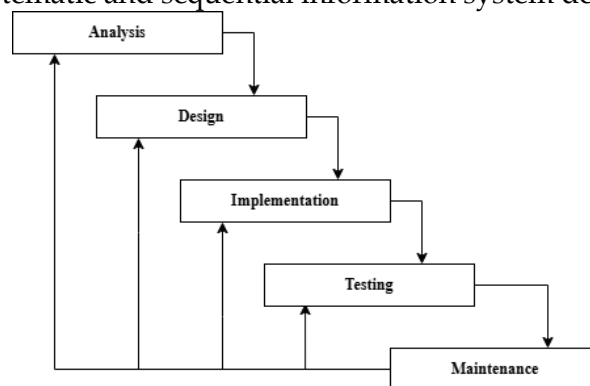 tematic and sequential information system de
Analysis
Design
Implementation
Testing
Maintenance